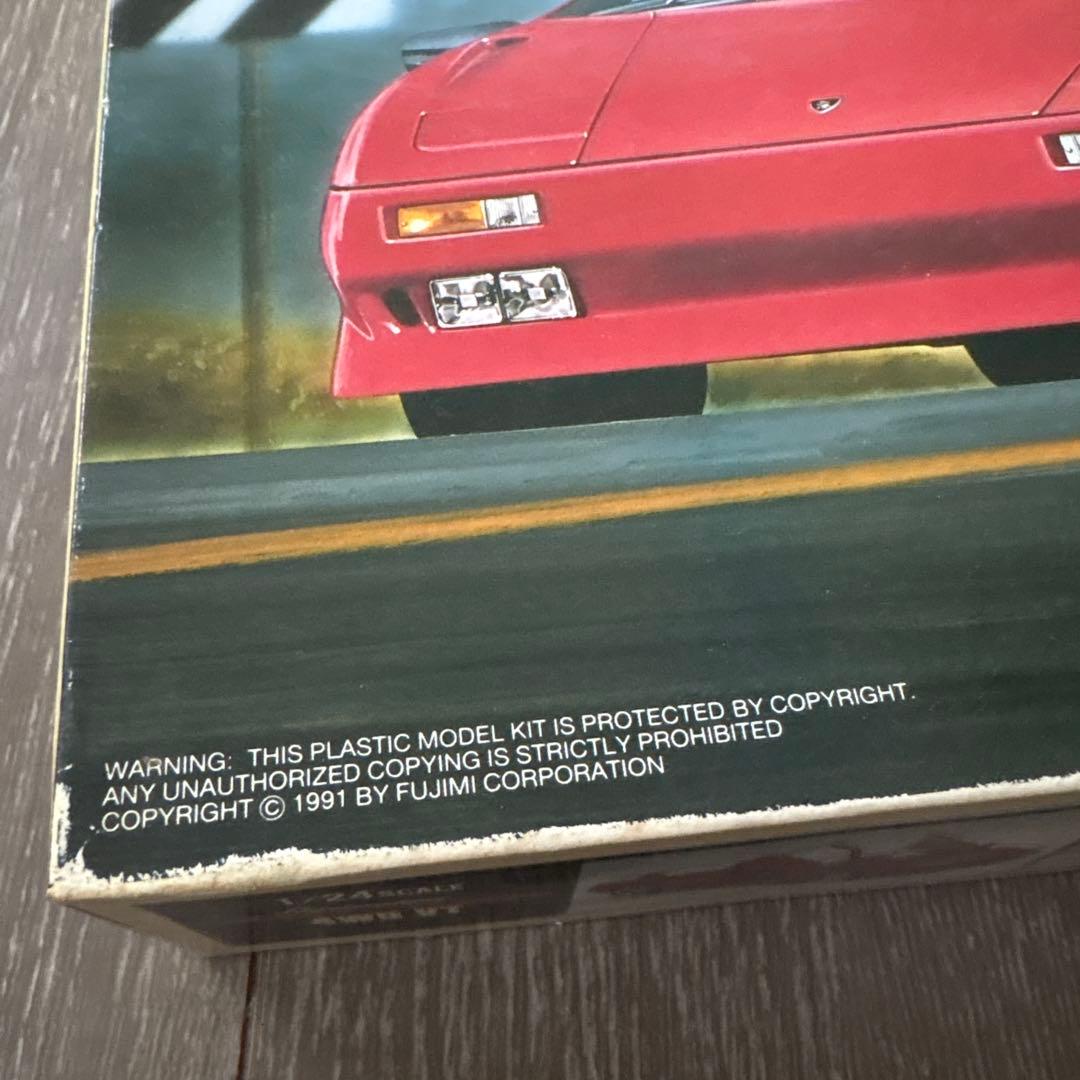 WARNING: THIS PLASTIC MODEL KIT IS PROTECTED BY COPYRIGHT.
ANY UNAUTHORIZED COPYING IS STRICTLY PROHIBITED
COPYRIGHT © 1991 BY FUJIMI CORPORATION
1/24 SCALE